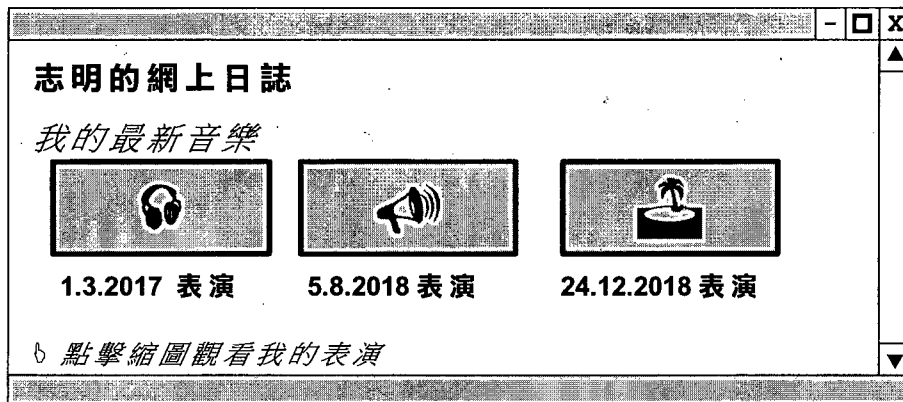 志明的網上日誌
我的最新音樂
1.3.2017 表演 5.8.2018 表演 24.12.2018 表演
點擊縮圖觀看我的表演